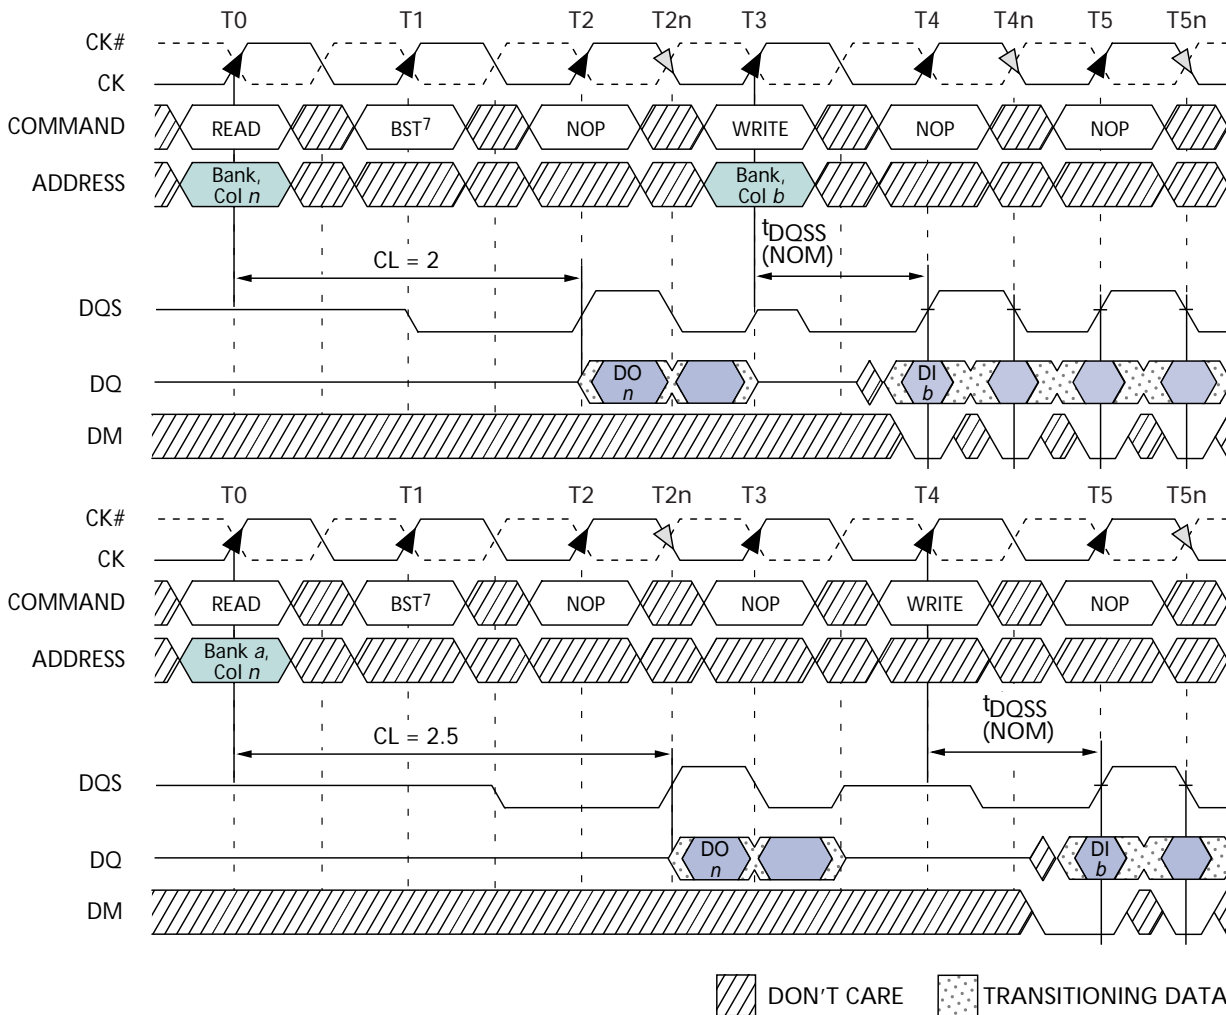 T0 T1 T2 T2n T3 T4 T4n T5 T5n
CK#
CK
COMMAND READ BST7 NOP WRITE NOP NOP
ADDRESS Bank, Bank,
Col n Col b
tDQSS
(NOM)
CL = 2
DQS
DQ DO DI
n b
DM
T0 T1 T2 T2n T3 T4 T5 T5n
CK#
CK
COMMAND READ BST7 NOP NOP WRITE NOP
ADDRESS Bank a,
Col n
tDQSS
(NOM)
CL = 2.5
DQS
DQ DO DI
n b
DM
DON'T CARE TRANSITIONING DATA